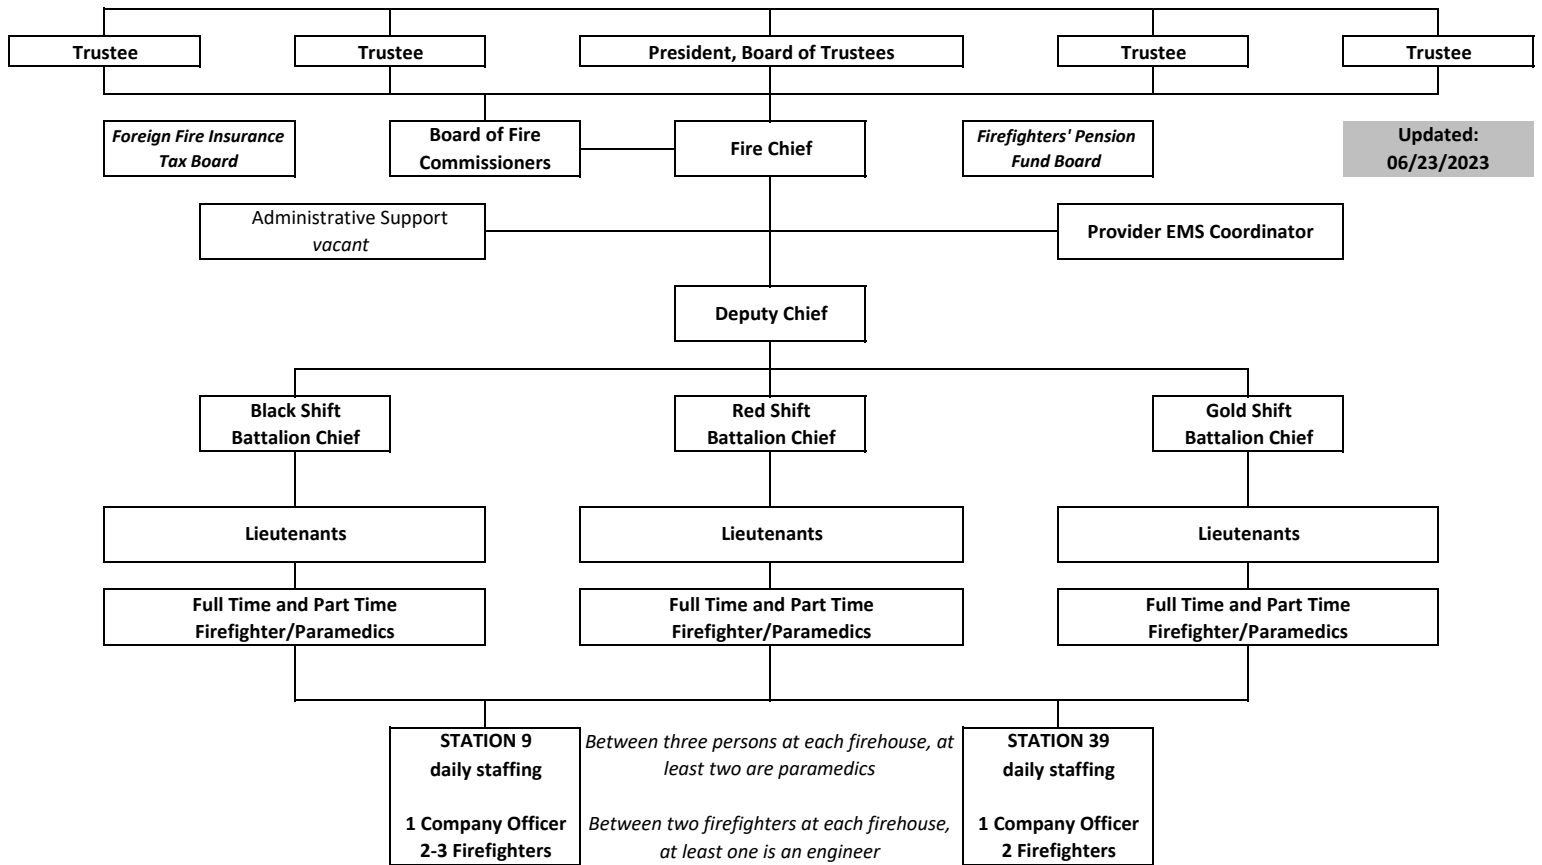 Trustee
Trustee
President, Board of Trustees
Trustee
Trustee
Foreign Fire Insurance
Tax Board
Board of Fire
Commissioners
Fire Chief
Firefighters' Pension
Fund Board
Updated:
06/23/2023
Administrative Support
vacant
Provider EMS Coordinator
Deputy Chief
Black Shift
Battalion Chief
Red Shift
Battalion Chief
Gold Shift
Battalion Chief
Lieutenants
Lieutenants
Lieutenants
Full Time and Part Time
Firefighter/Paramedics
Full Time and Part Time
Firefighter/Paramedics
Full Time and Part Time
Firefighter/Paramedics
STATION 9
daily staffing
1 Company Officer
2-3 Firefighters
Between three persons at each firehouse, at
least two are paramedics
Between two firefighters at each firehouse,
at least one is an engineer
STATION 39
daily staffing
1 Company Officer
2 Firefighters